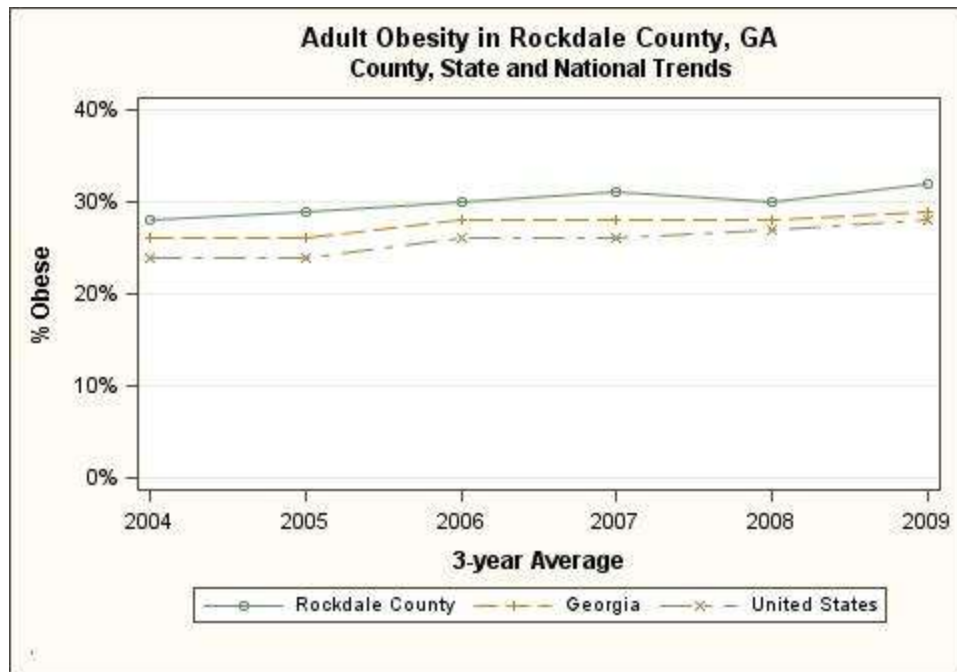 Adult Obesity in Rockdale County, GA
County, State and National Trends
40%
30%
20%
10%
0%
% Obese
2004 2005 2006 2007 2008 2009
3-year Average
Rockdale County Georgia United States